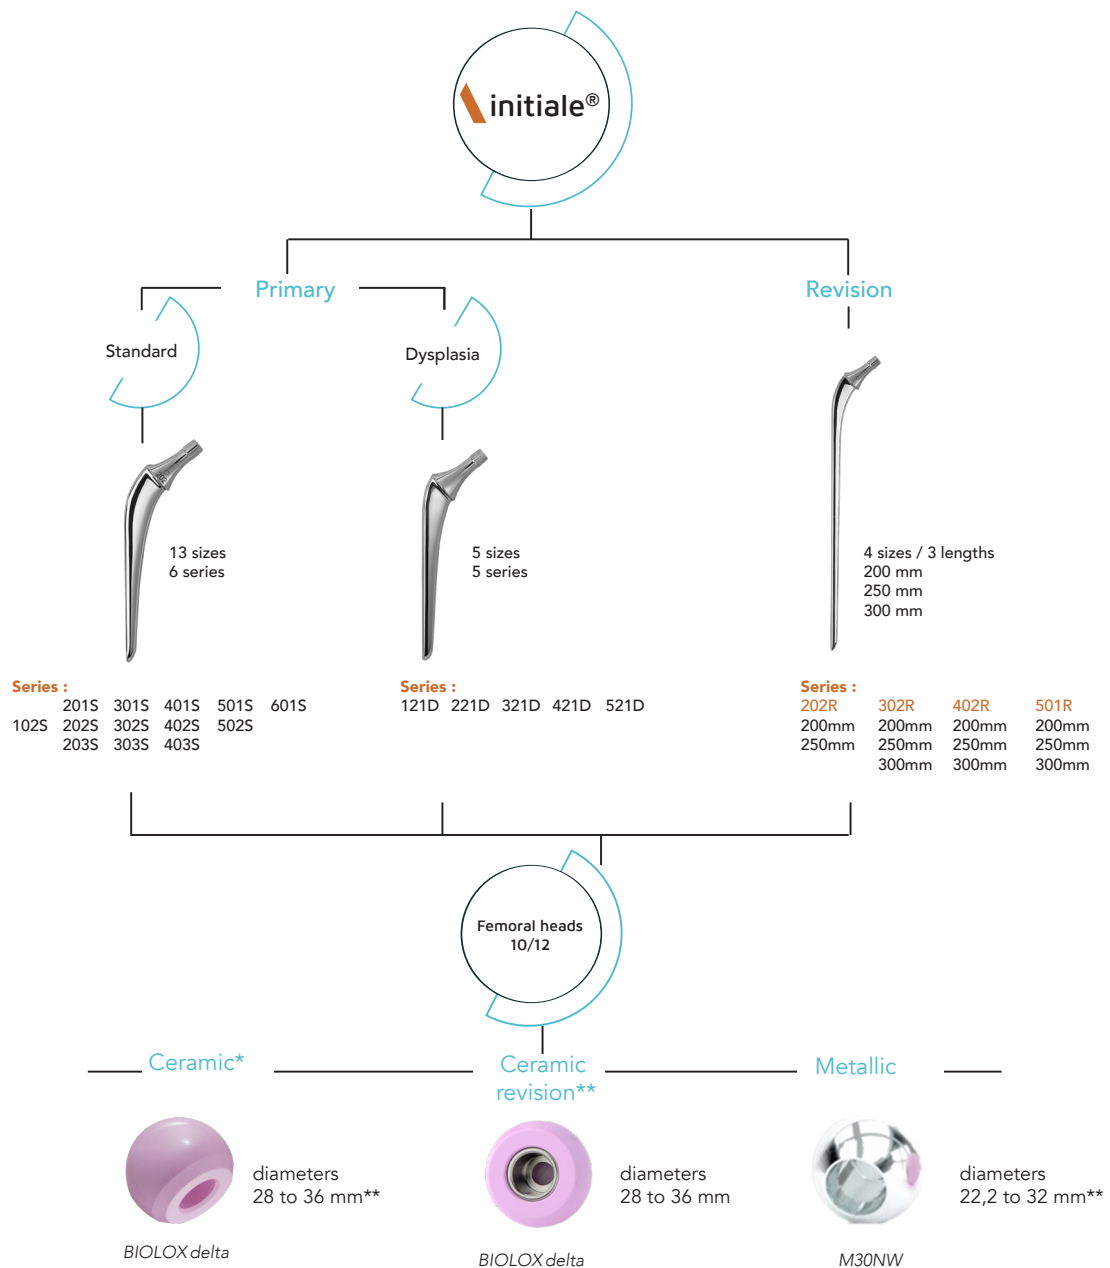 initiale®
Primary
Revision
Standard
Dysplasia
13 sizes
6 series
5 sizes
5 series
4 sizes / 3 lengths
200 mm
250 mm
300 mm
Series :
201S 301S 401S 501S 601S
102S 202S 302S 402S 502S
203S 303S 403S
Series :
121D 221D 321D 421D 521D
Series :
202R 302R 402R 501R
200mm 200mm 200mm 200mm
250mm 250mm 250mm 250mm
300mm 300mm 300mm
Femoral heads
10/12
Ceramic*
Ceramic
revision**
Metallic
diameters
28 to 36 mm**
BIOLOX delta
diameters
28 to 36 mm
BIOLOX delta
diameters
22,2 to 32 mm**
M30NW